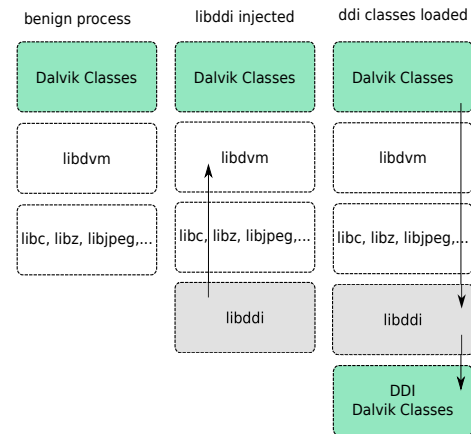 benign process
libddi injected
ddi classes loaded
Dalvik Classes
Dalvik Classes
Dalvik Classes
libdvm
libdvm
libdvm
libc, libz, libjpeg,...
libc, libz, libjpeg,...
libc, libz, libjpeg,...
libddi
libddi
DDI
Dalvik Classes